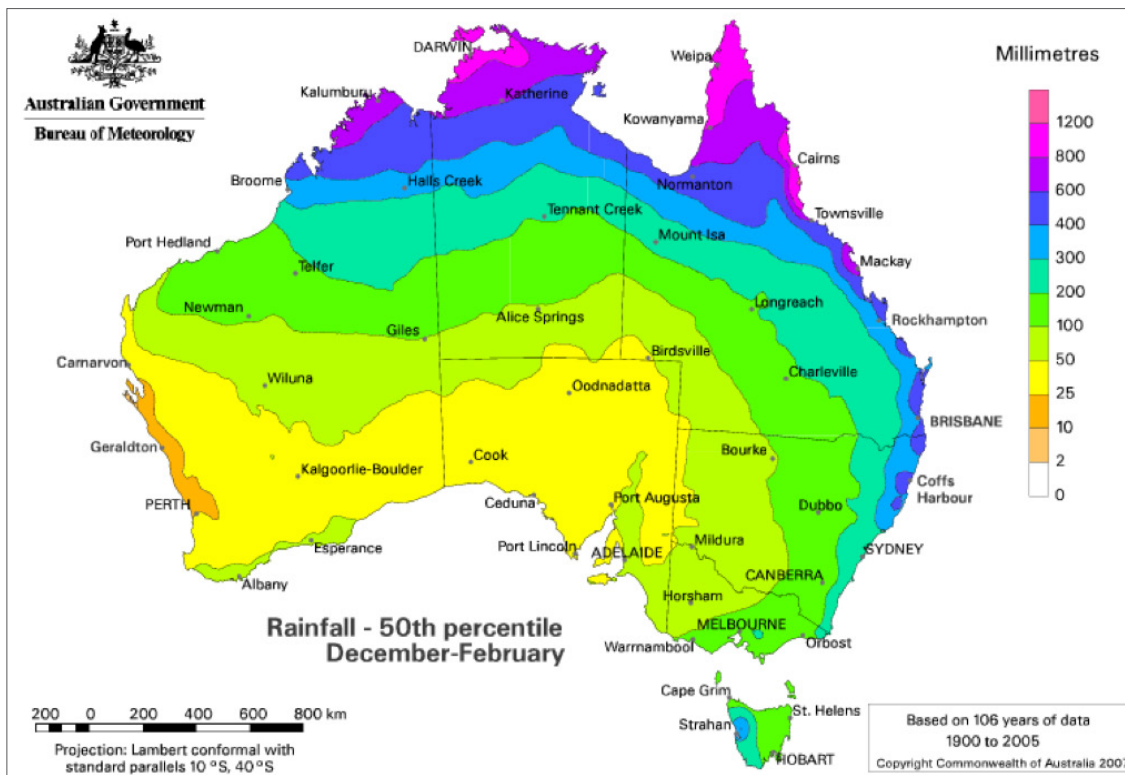 Australian Government
Bureau of Meteorology
DARWIN
Weipa
Millimetres
Kalumburu
Katherine
Kowanyama
1200
Cairns
800
Broome
Halls Creek
Normanton
600
Tennant Creek
Townsville
400
Port Hedland
Mount Isa
300
Telfer
Mackay
200
Newman
Longreach
Alice Springs
Rockhampton
100
Giles
Carnarvon
Birdsville
50
Wiluna
Oodnadatta
Charleville
25
BRISBANE
10
Geraldton
Cook
Bourke
Kalgoorlie-Boulder
2
Coffs
Harbour
PERTH
Ceduna
Port Augusta
Dubbo
0
Esperance
Port Lincoln
ADELAIDE
Mildura
SYDNEY
Albany
CANBERRA
Horsham
Rainfall - 50th percentile
December-February
MELBOURNE
Warrnambool
Orbost
Cape Grim
St. Helens
200 0 200 400 600 800 km
Strahan
Based on 106 years of data
1900 to 2005
Projection: Lambert conformal with
standard parallels 10 °S, 40 °S
HOBART
Copyright Commonwealth of Australia 2007